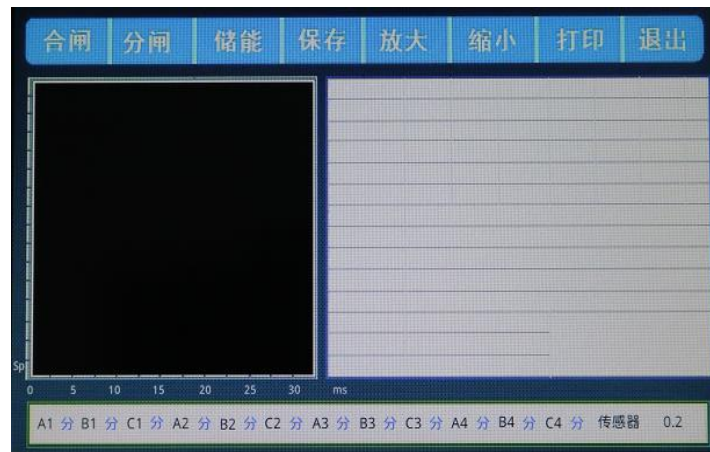 合闸 分闸 储能 保存 放大 缩小 打印 退出
Sp
0 5 10 15 20 25 30 ms
A1 分 B1 分 C1 分 A2 分 B2 分 C2 分 A3 分 B3 分 C3 分 A4 分 B4 分 C4 分 传感器 0.2